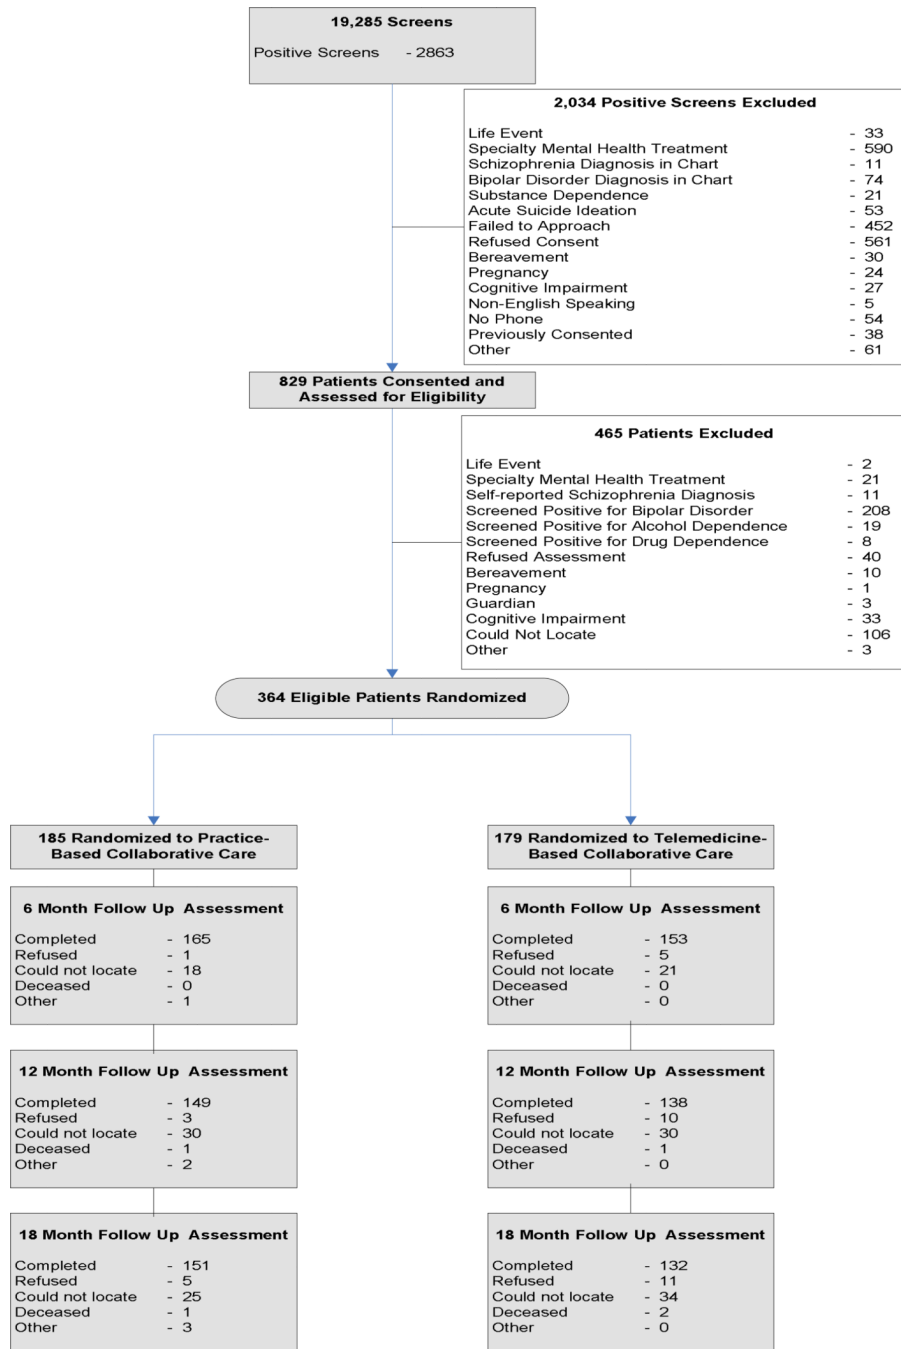 19,285 Screens
Positive Screens - 2863
2,034 Positive Screens Excluded
Life Event - 33
Specialty Mental Health Treatment - 590
Schizophrenia Diagnosis in Chart - 11
Bipolar Disorder Diagnosis in Chart - 74
Substance Dependence - 21
Acute Suicide Ideation - 53
Failed to Approach - 452
Refused Consent - 561
Bereavement - 30
Pregnancy - 24
Cognitive Impairment - 27
Non-English Speaking - 5
No Phone - 54
Previously Consented - 38
Other - 61
829 Patients Consented and
Assessed for Eligibility
465 Patients Excluded
Life Event - 2
Specialty Mental Health Treatment - 21
Self-reported Schizophrenia Diagnosis - 11
Screened Positive for Bipolar Disorder - 208
Screened Positive for Alcohol Dependence - 19
Screened Positive for Drug Dependence - 8
Refused Assessment - 40
Bereavement - 10
Pregnancy - 1
Guardian - 3
Cognitive Impairment - 33
Could Not Locate - 106
Other - 3
364 Eligible Patients Randomized
185 Randomized to Practice-
Based Collaborative Care
6 Month Follow Up Assessment
Completed - 165
Refused - 1
Could not locate - 18
Deceased - 0
Other - 1
12 Month Follow Up Assessment
Completed - 149
Refused - 3
Could not locate - 30
Deceased - 1
Other - 2
18 Month Follow Up Assessment
Completed - 151
Refused - 5
Could not locate - 25
Deceased - 1
Other - 3
179 Randomized to Telemedicine-
Based Collaborative Care
6 Month Follow Up Assessment
Completed - 153
Refused - 5
Could not locate - 21
Deceased - 0
Other - 0
12 Month Follow Up Assessment
Completed - 138
Refused - 10
Could not locate - 30
Deceased - 1
Other - 0
18 Month Follow Up Assessment
Completed - 132
Refused - 11
Could not locate - 34
Deceased - 2
Other - 0